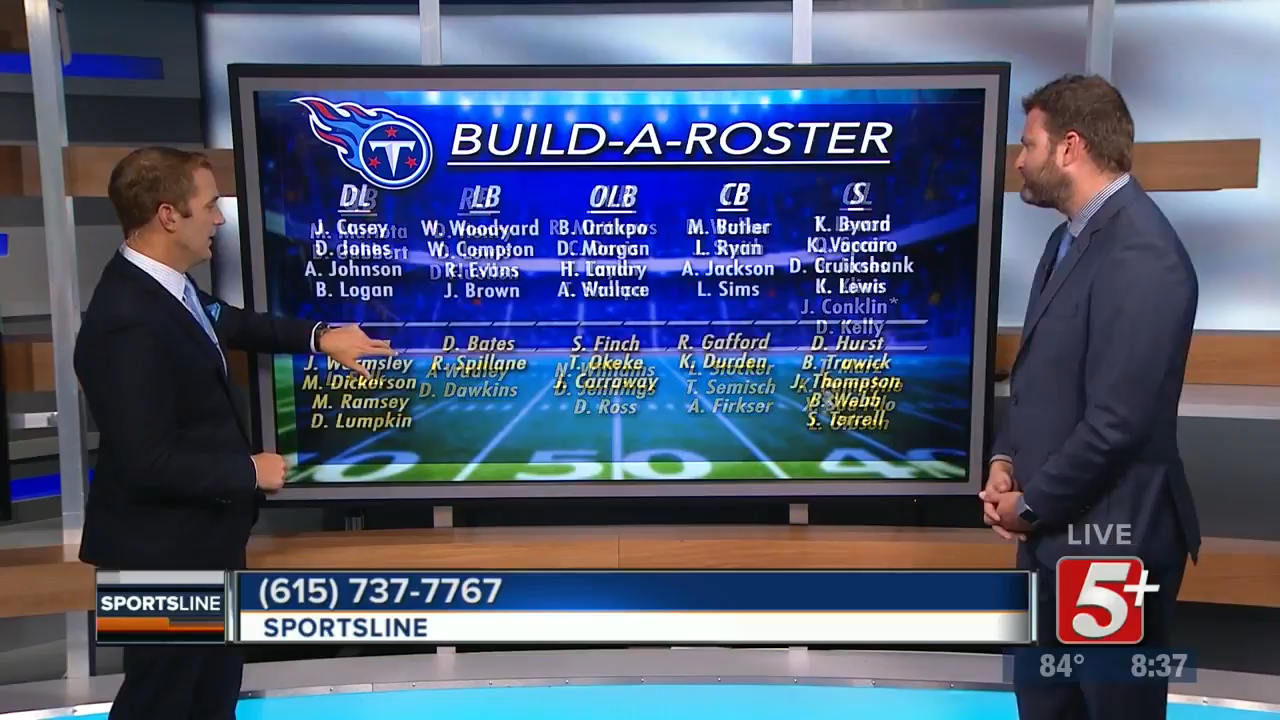 BUILD-A-ROSTER
DL LB OLB CB S
J. Casey W. Woodyard B. Orakpo M. Butler K. Byard
D. Jones W. Compton D. Morgan L. Ryan K. Vaccaro
A. Johnson R. Evans H. Landry A. Jackson D. Cruikshank
B. Logan J. Brown A. Wallace L. Sims K. Lewis
J. Conklin*
D. Kelly
D. Bates S. Finch R. Gafford D. Hurst
R. Spillane T. Okeke K. Durden B. Trawick
M. Dickerson D. Dawkins J. Carraway T. Semisch J. Thompson
M. Ramsey D. Ross A. Firkser B. Webb
D. Lumpkin S. Terrell
LIVE
5+
SPORTSLINE
(615) 737-7767
SPORTSLINE
84° 8:37